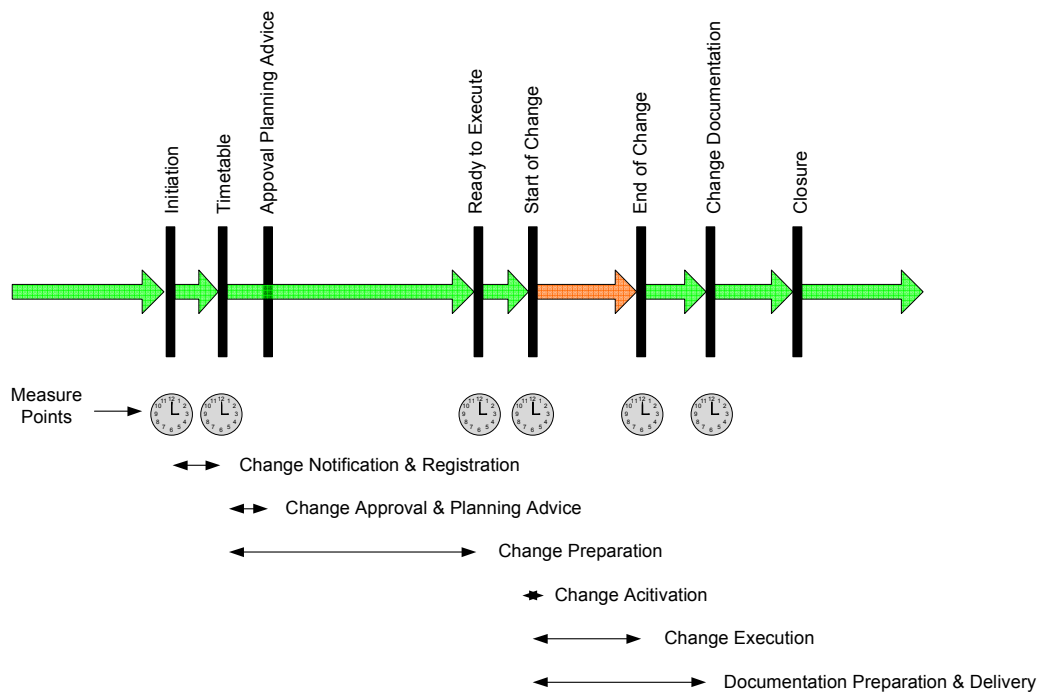 Initiation
Timetable
Appoval Planning Advice
Ready to Execute
Start of Change
End of Change
Change Documentation
Closure
Measure
Points
Change Notification & Registration
Change Approval & Planning Advice
Change Preparation
Change Acitivation
Change Execution
Documentation Preparation & Delivery